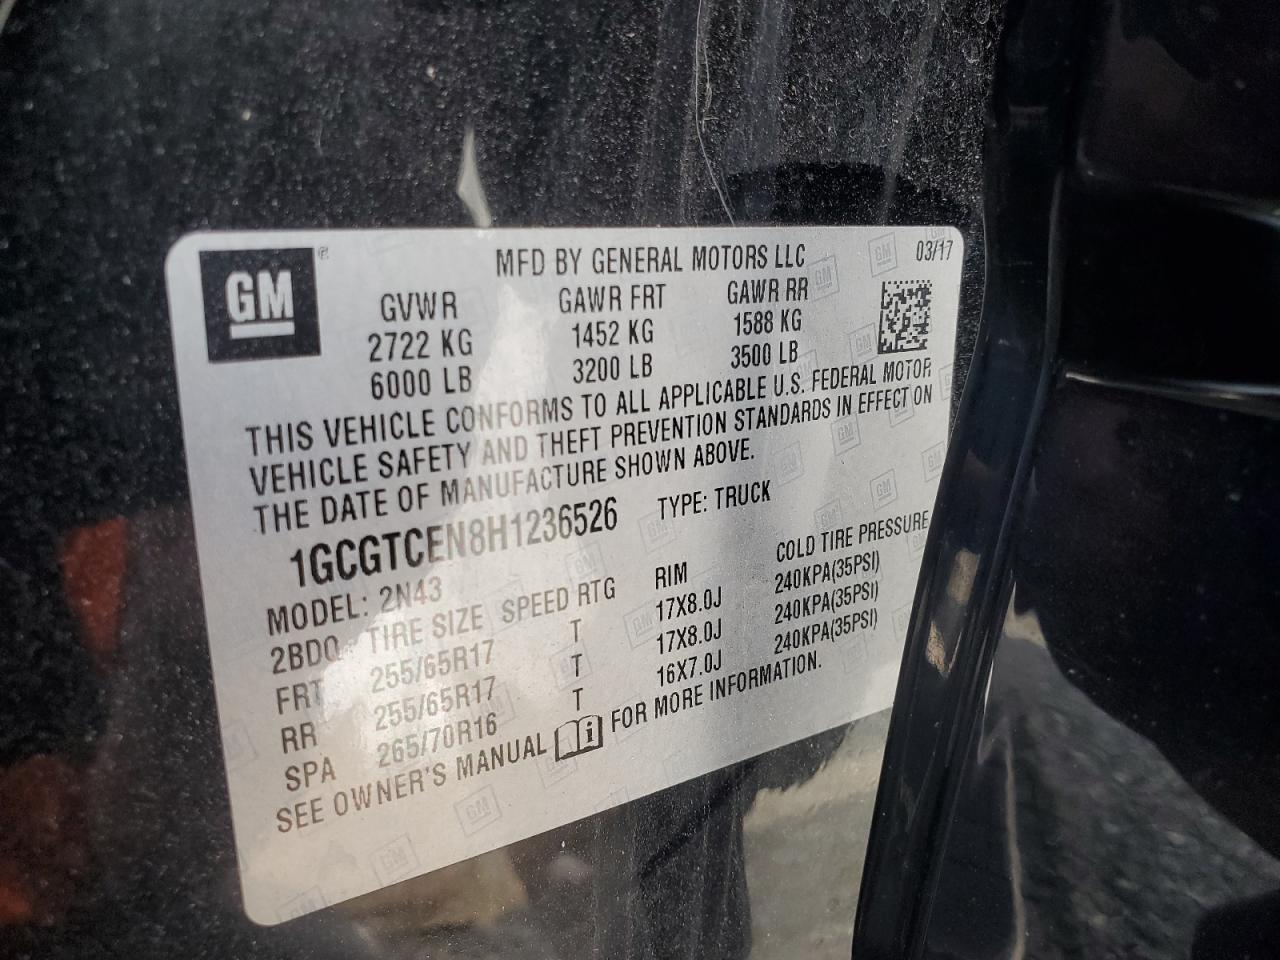 GM
MFD BY GENERAL MOTORS LLC
03/17
GVWR GAWR FRT GAWR RR
2722 KG 1452 KG 1588 KG
6000 LB 3200 LB 3500 LB
THIS VEHICLE CONFORMS TO ALL APPLICABLE U.S. FEDERAL MOTOR
VEHICLE SAFETY AND THEFT PREVENTION STANDARDS IN EFFECT ON
THE DATE OF MANUFACTURE SHOWN ABOVE.
1GCGTCEN8H1236526 TYPE: TRUCK
MODEL: 2N43
2BDO TIRE SIZE SPEED RTG RIM COLD TIRE PRESSURE
FRT 255/65R17 T 17X8.0J 240KPA(35PSI)
RR 255/65R17 T 17X8.0J 240KPA(35PSI)
SPA 265/70R16 T 16X7.0J 240KPA(35PSI)
SEE OWNER'S MANUAL i FOR MORE INFORMATION.